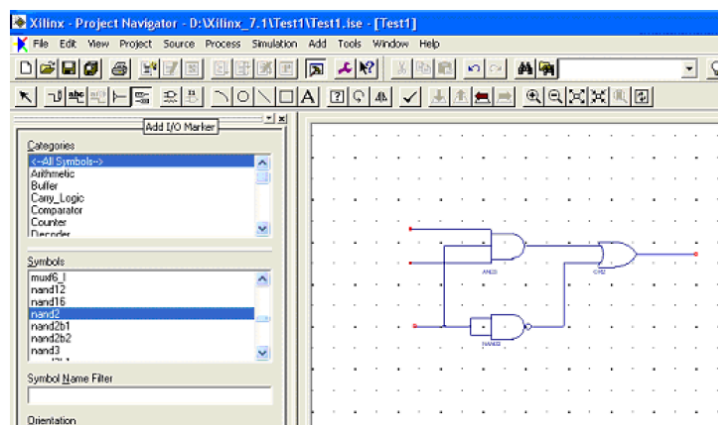 Xilinx - Project Navigator - D:\Xilinx_7.1\Test1\Test1.ise - [Test1]
File Edit View Project Source Process Simulation Add Tools Window Help
Add I/O Marker
Categories
<--All Symbols-->
Arithmetic
Buffer
Carry_Logic
Comparator
Counter
Decoder
Symbols
muxf6_l
nand12
nand16
nand2
nand2b1
nand2b2
nand3
Symbol Name Filter
Orientation
AND3
OR2
NAND2